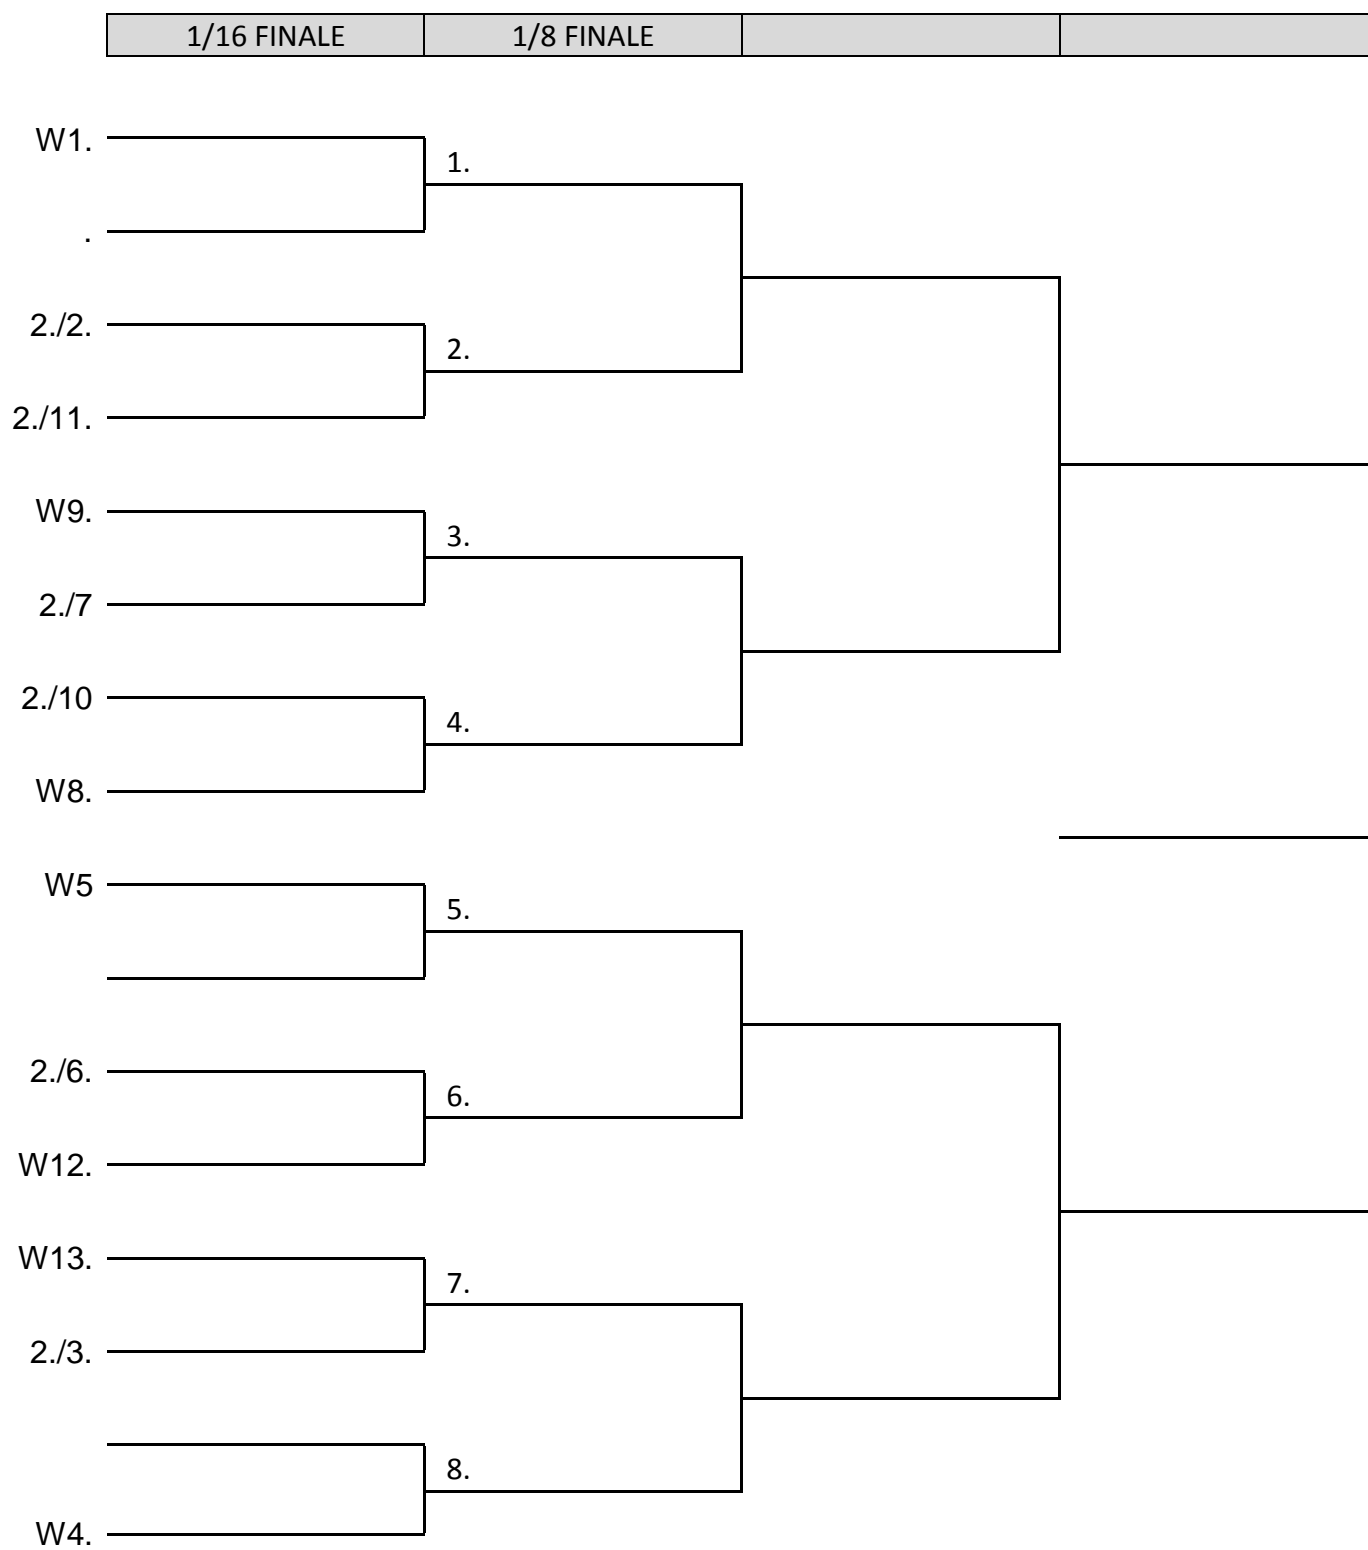 1/16 FINALE 1/8 FINALE
W1.
1.
.
2./2.
2.
2./11.
W9.
3.
2./7
2./10
4.
W8.
W5
5.
2./6.
6.
W12.
W13.
7.
2./3.
8.
W4.